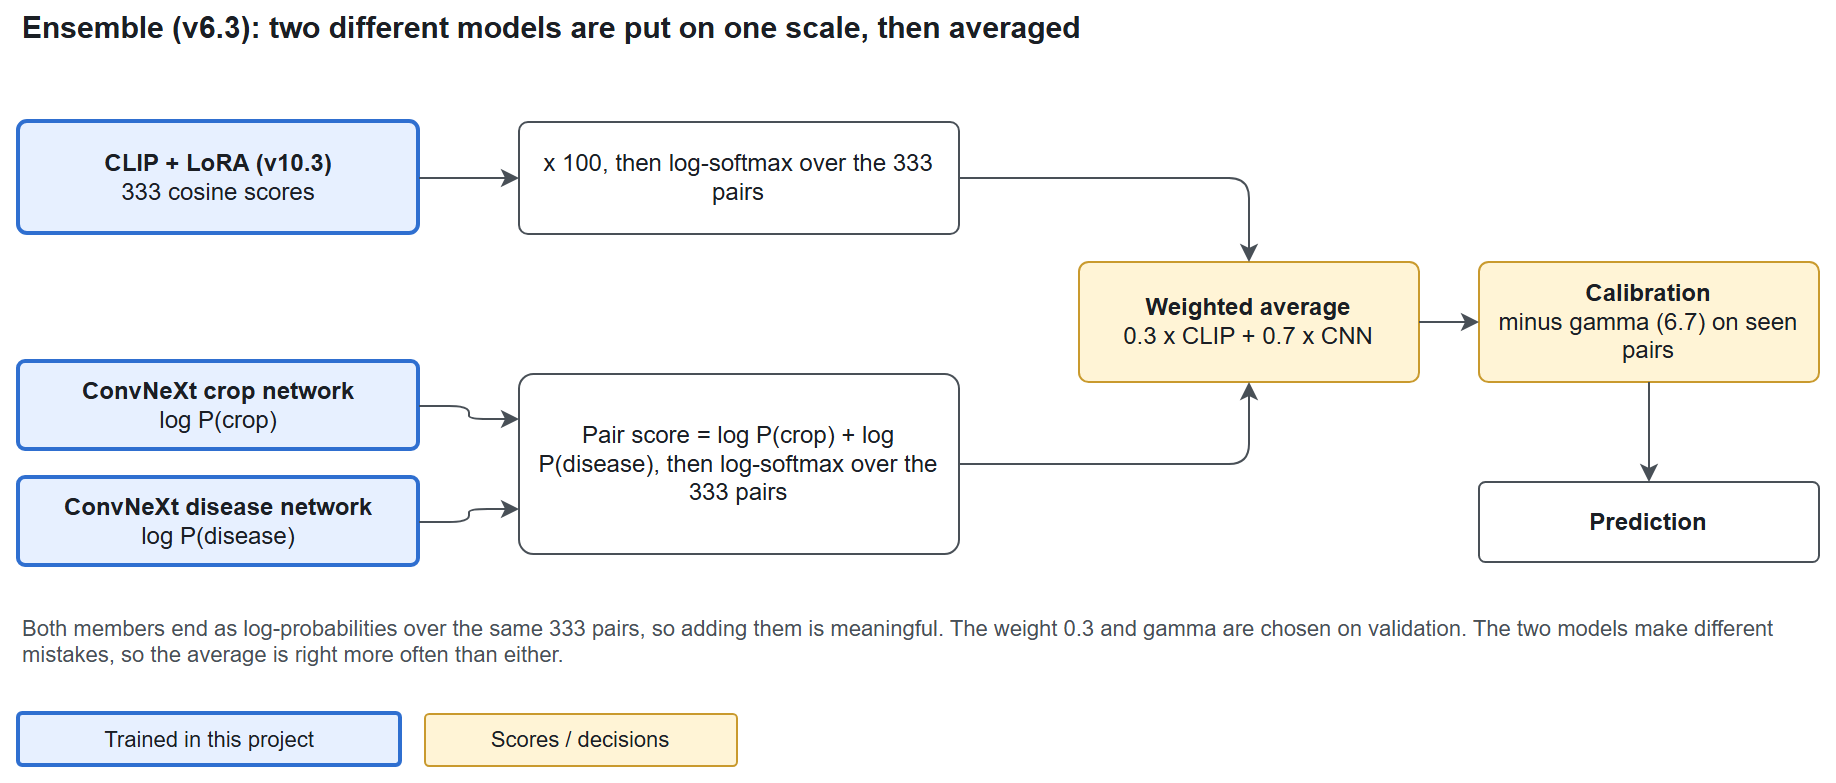 Ensemble (v6.3): two different models are put on one scale, then averaged
CLIP + LoRA (v10.3)
333 cosine scores
x 100, then log-softmax over the 333
pairs
Weighted average
0.3 x CLIP + 0.7 x CNN
Calibration
minus gamma (6.7) on seen
pairs
ConvNeXt crop network
log P(crop)
ConvNeXt disease network
log P(disease)
Pair score = log P(crop) + log
P(disease), then log-softmax over the
333 pairs
Prediction
Both members end as log-probabilities over the same 333 pairs, so adding them is meaningful. The weight 0.3 and gamma are chosen on validation. The two models make different
mistakes, so the average is right more often than either.
Trained in this project
Scores / decisions